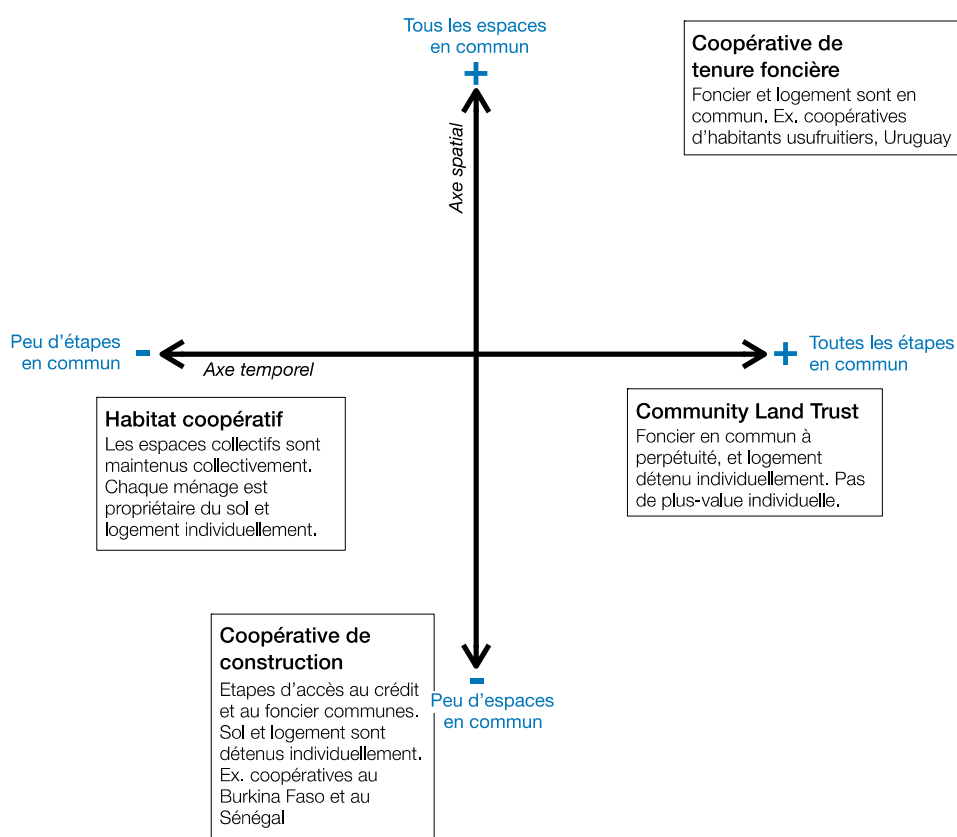 Tous les espaces
en commun
+
Coopérative de
tenure foncière
Foncier et logement sont en
commun. Ex. coopératives
d'habitants usufruitiers, Uruguay
Axe spatial
Peu d'étapes
en commun
-
Axe temporel
+
Toutes les étapes
en commun
Habitat coopératif
Les espaces collectifs sont
maintenus collectivement.
Chaque ménage est
propriétaire du sol et
logement individuellement.
Community Land Trust
Foncier en commun à
perpétuité, et logement
détenu individuellement. Pas
de plus-value individuelle.
Coopérative de
construction
Etapes d'accès au crédit
et au foncier communes.
Sol et logement sont
détenus individuellement.
Ex. coopératives au
Burkina Faso et au
Sénégal
-
Peu d'espaces
en commun